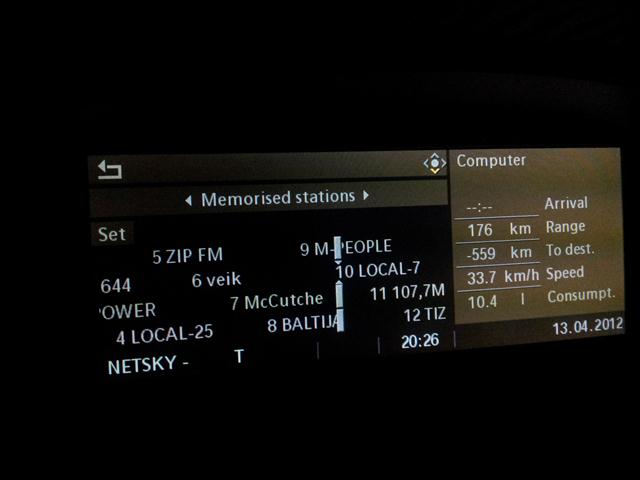 Memorised stations
Set
5 ZIP FM
9 M-PEOPLE
644
6 veik
10 LOCAL-7
OWER
7 McCutche
11 107,7M
4 LOCAL-25
8 BALTIJA
12 TIZ
NETSKY - T
20:26
Computer
--:-- Arrival
176 km Range
-559 km To dest.
33.7 km/h Speed
10.4 l Consumpt.
13.04.2012